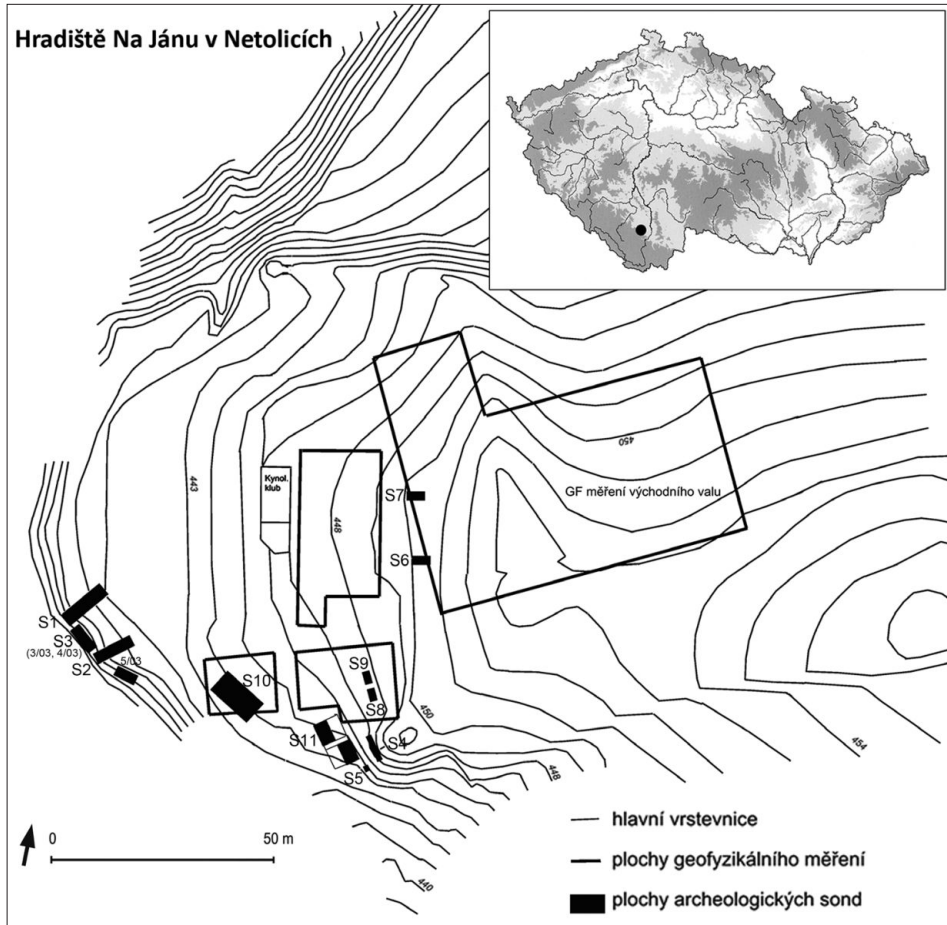 Hradiště Na Jánu v Netolicích
443
Kynol.
klub
448
450
GF měření východního valu
S7
S6
S1
S3
(3/03, 4/03)
S2
5/03
S10
S9
S8
S11
S4
S5
450
448
454
440
0
50 m
hlavní vrstevnice
plochy geofyzikálního měření
plochy archeologických sond